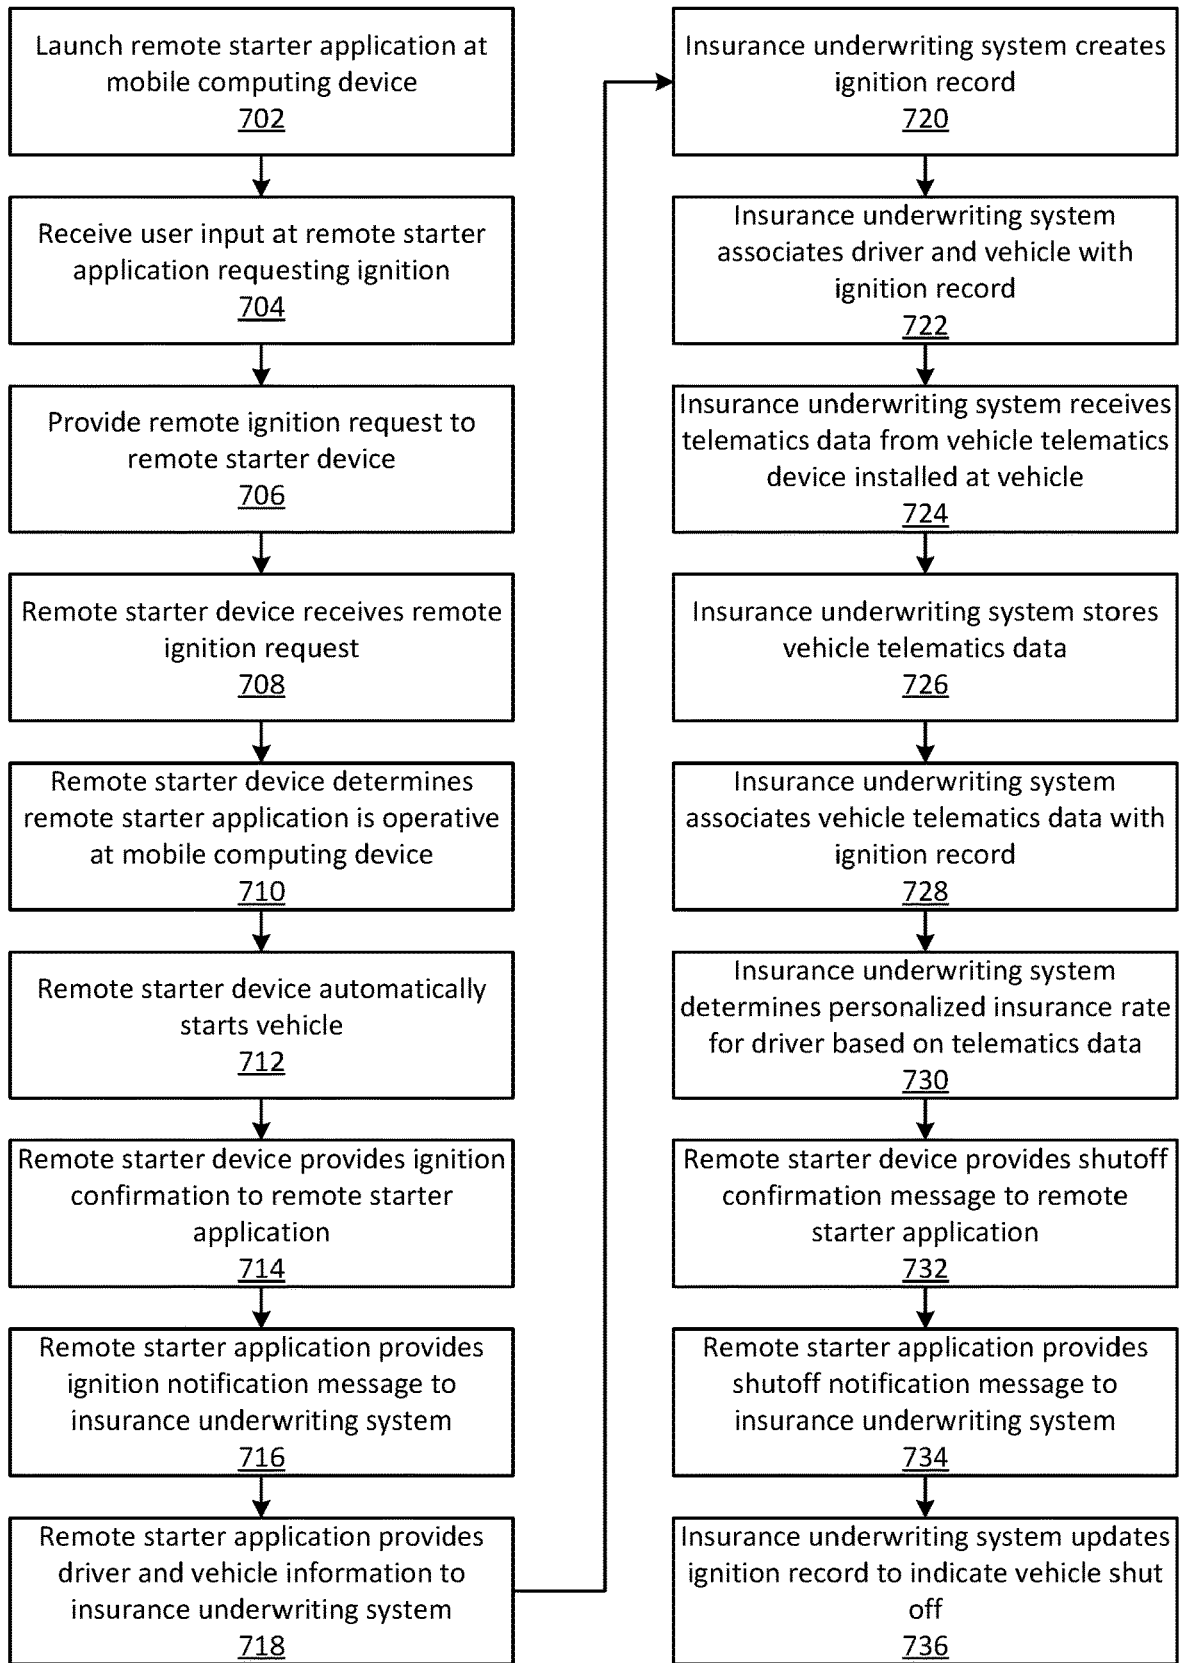 Launch remote starter application at
mobile computing device
702
Receive user input at remote starter
application requesting ignition
704
Provide remote ignition request to
remote starter device
706
Remote starter device receives remote
ignition request
708
Remote starter device determines
remote starter application is operative
at mobile computing device
710
Remote starter device automatically
starts vehicle
712
Remote starter device provides ignition
confirmation to remote starter
application
714
Remote starter application provides
ignition notification message to
insurance underwriting system
716
Remote starter application provides
driver and vehicle information to
insurance underwriting system
718
Insurance underwriting system creates
ignition record
720
Insurance underwriting system
associates driver and vehicle with
ignition record
722
Insurance underwriting system receives
telematics data from vehicle telematics
device installed at vehicle
724
Insurance underwriting system stores
vehicle telematics data
726
Insurance underwriting system
associates vehicle telematics data with
ignition record
728
Insurance underwriting system
determines personalized insurance rate
for driver based on telematics data
730
Remote starter device provides shutoff
confirmation message to remote
starter application
732
Remote starter application provides
shutoff notification message to
insurance underwriting system
734
Insurance underwriting system updates
ignition record to indicate vehicle shut
off
736